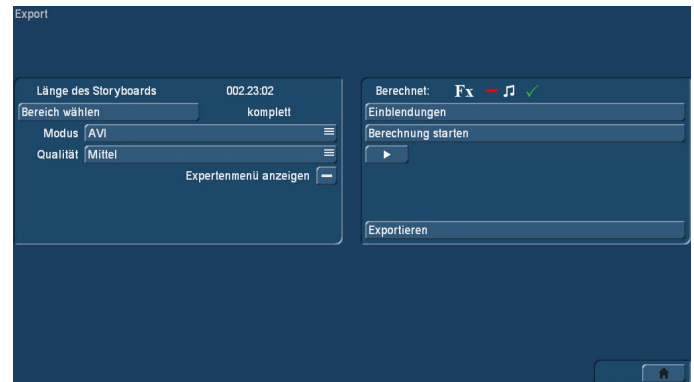 Export
Länge des Storyboards 002.23:02
Bereich wählen komplett
Modus AVI
Qualität Mittel
Expertenmenü anzeigen
Berechnet: Fx
Einblendungen
Berechnung starten
Exportieren